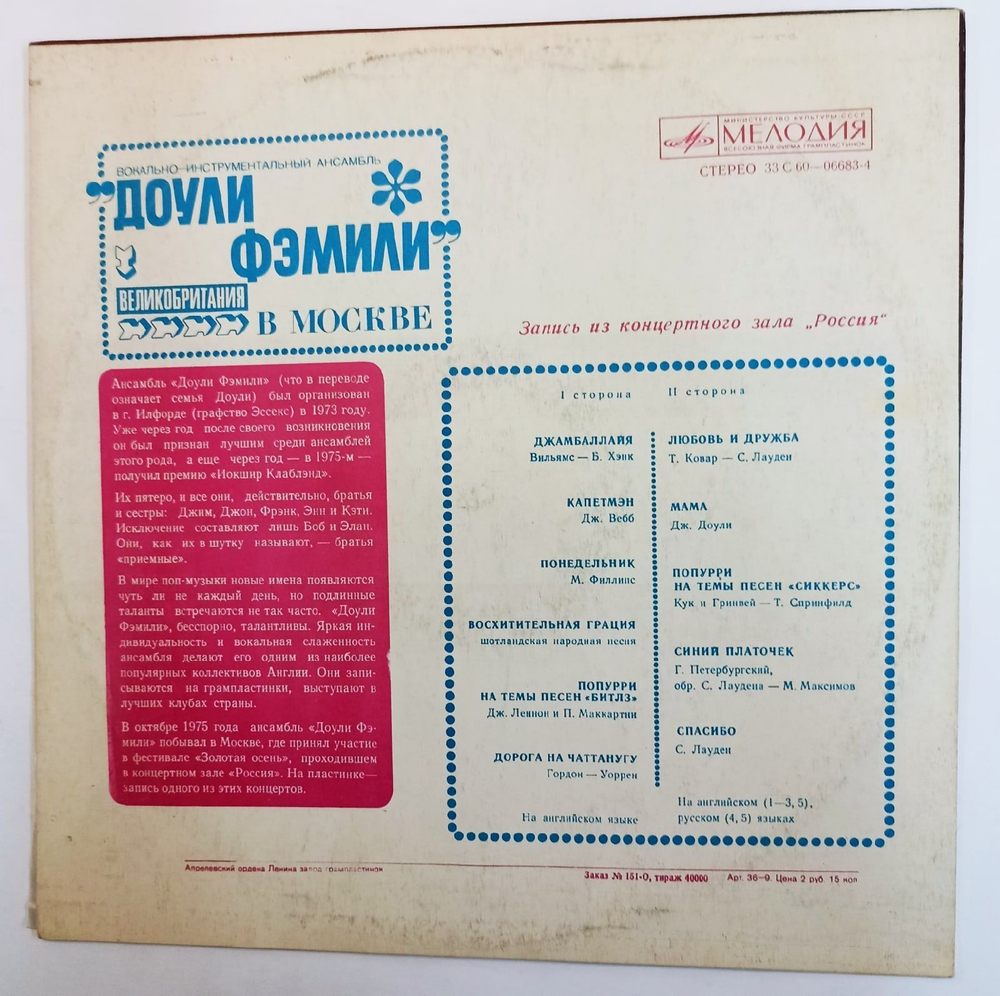 МИНИСТЕРСТВО КУЛЬТУРЫ СССР
МЕЛОДИЯ
ВСЕСОЮЗНАЯ ФИРМА ГРАМПЛАСТИНОК
СТЕРЕО 33 С 60—06683-4
ВОКАЛЬНО-ИНСТРУМЕНТАЛЬНЫЙ АНСАМБЛЬ
„ДОУЛИ
ФЭМИЛИ”
ВЕЛИКОБРИТАНИЯ
В МОСКВЕ
Запись из концертного зала „Россия“
Ансамбль «Доули Фэмили» (что в переводе
означает семья Доули) был организован
в г. Илфорде (графство Эссекс) в 1973 году.
Уже через год после своего возникновения
он был признан лучшим среди ансамблей
этого рода, а еще через год — в 1975-м —
получил премию «Иокшир Клаблэнд».
Их пятеро, и все они, действительно, братья
и сестры: Джим, Джон, Фрэнк, Энн и Кэти.
Исключение составляют лишь Боб и Элан.
Они, как их в шутку называют, — братья
«приемные».
В мире поп-музыки новые имена появляются
чуть ли не каждый день, но подлинные
таланты встречаются не так часто. «Доули
Фэмили», бесспорно, талантливы. Яркая ин-
дивидуальность и вокальная слаженность
ансамбля делают его одним из наиболее
популярных коллективов Англии. Они запи-
сываются на грампластинки, выступают в
лучших клубах страны.
В октябре 1975 года ансамбль «Доули Фэ-
мили» побывал в Москве, где принял участие
в фестивале «Золотая осень», проходившем
в концертном зале «Россия». На пластинке—
запись одного из этих концертов.
I сторона
ДЖАМБАЛЛАЙЯ
Вильямс — Б. Хэнк
КАПЕТМЭН
Дж. Вебб
ПОНЕДЕЛЬНИК
М. Филлипс
ВОСХИТИТЕЛЬНАЯ ГРАЦИЯ
шотландская народная песня
ПОПУРРИ
НА ТЕМЫ ПЕСЕН «БИТЛЗ»
Дж. Леннон и П. Маккартни
ДОРОГА НА ЧАТТАНУГУ
Гордон — Уоррен
На английском языке
II сторона
ЛЮБОВЬ И ДРУЖБА
Т. Ковар — С. Лауден
МАМА
Дж. Доули
ПОПУРРИ
НА ТЕМЫ ПЕСЕН «СИККЕРС»
Кук и Гринвей — Т. Спрингфилд
СИНИЙ ПЛАТОЧЕК
Г. Петербургский,
обр. С. Лаудена — М. Максимов
СПАСИБО
С. Лауден
На английском (1—3, 5),
русском (4, 5) языках
Апрелевский ордена Ленина завод грампластинок
Заказ № 151-0, тираж 40000
Арт. 36-9. Цена 2 руб. 15 коп